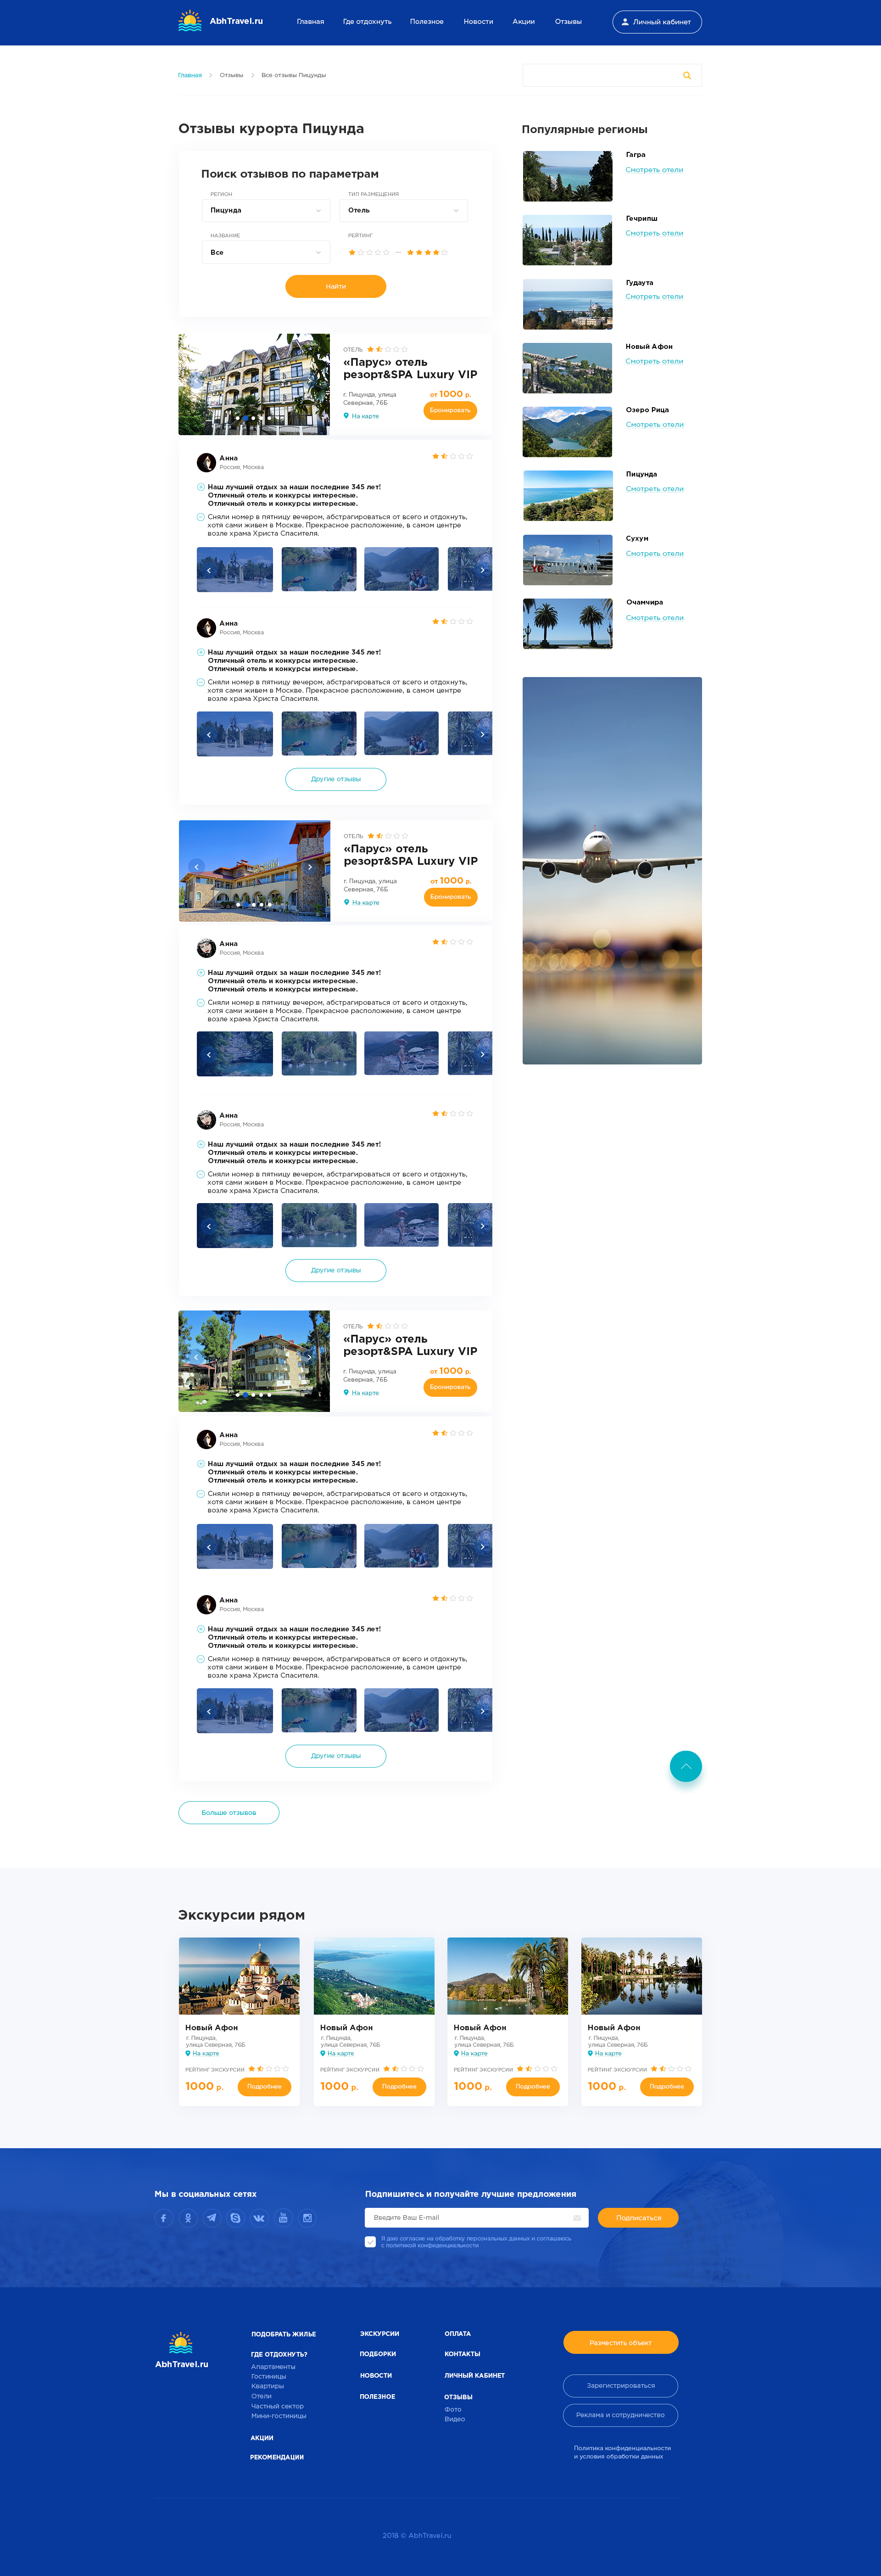 AbhTravel.ru
Главная
Где отдохнуть
Полезное
Новости
Акции
Отзывы
Личный кабинет
Главная
Отзывы
Все отзывы Пицунды
Отзывы курорта Пицунда
Поиск отзывов по параметрам
РЕГИОН
ТИП РАЗМЕЩЕНИЯ
Пицунда
Отель
НАЗВАНИЕ
РЕЙТИНГ
Все
Найти
ОТЕЛЬ
«Парус» отель
резорт&SPA Luxury VIP
г. Пицунда, улица
Северная, 76Б
от 1000 р.
На карте
Бронировать
Анна
Россия, Москва
Наш лучший отдых за наши последние 345 лет!
Отличный отель и конкурсы интересные.
Отличный отель и конкурсы интересные.
Сняли номер в пятницу вечером, абстрагироваться от всего и отдохнуть,
хотя сами живем в Москве. Прекрасное расположение, в самом центре
возле храма Христа Спасителя.
Анна
Россия, Москва
Наш лучший отдых за наши последние 345 лет!
Отличный отель и конкурсы интересные.
Отличный отель и конкурсы интересные.
Сняли номер в пятницу вечером, абстрагироваться от всего и отдохнуть,
хотя сами живем в Москве. Прекрасное расположение, в самом центре
возле храма Христа Спасителя.
Другие отзывы
ОТЕЛЬ
«Парус» отель
резорт&SPA Luxury VIP
г. Пицунда, улица
Северная, 76Б
от 1000 р.
На карте
Бронировать
Анна
Россия, Москва
Наш лучший отдых за наши последние 345 лет!
Отличный отель и конкурсы интересные.
Отличный отель и конкурсы интересные.
Сняли номер в пятницу вечером, абстрагироваться от всего и отдохнуть,
хотя сами живем в Москве. Прекрасное расположение, в самом центре
возле храма Христа Спасителя.
Анна
Россия, Москва
Наш лучший отдых за наши последние 345 лет!
Отличный отель и конкурсы интересные.
Отличный отель и конкурсы интересные.
Сняли номер в пятницу вечером, абстрагироваться от всего и отдохнуть,
хотя сами живем в Москве. Прекрасное расположение, в самом центре
возле храма Христа Спасителя.
Другие отзывы
ОТЕЛЬ
«Парус» отель
резорт&SPA Luxury VIP
г. Пицунда, улица
Северная, 76Б
от 1000 р.
На карте
Бронировать
Анна
Россия, Москва
Наш лучший отдых за наши последние 345 лет!
Отличный отель и конкурсы интересные.
Отличный отель и конкурсы интересные.
Сняли номер в пятницу вечером, абстрагироваться от всего и отдохнуть,
хотя сами живем в Москве. Прекрасное расположение, в самом центре
возле храма Христа Спасителя.
Анна
Россия, Москва
Наш лучший отдых за наши последние 345 лет!
Отличный отель и конкурсы интересные.
Отличный отель и конкурсы интересные.
Сняли номер в пятницу вечером, абстрагироваться от всего и отдохнуть,
хотя сами живем в Москве. Прекрасное расположение, в самом центре
возле храма Христа Спасителя.
Другие отзывы
Больше отзывов
Популярные регионы
Гагра
Смотреть отели
Гечрипш
Смотреть отели
Гудаута
Смотреть отели
Новый Афон
Смотреть отели
Озеро Рица
Смотреть отели
Пицунда
Смотреть отели
Сухум
Смотреть отели
Очамчира
Смотреть отели
Экскурсии рядом
Новый Афон
г. Пицунда,
улица Северная, 76Б
На карте
РЕЙТИНГ ЭКСКУРСИИ
1000 р.
Подробнее
Новый Афон
г. Пицунда,
улица Северная, 76Б
На карте
РЕЙТИНГ ЭКСКУРСИИ
1000 р.
Подробнее
Новый Афон
г. Пицунда,
улица Северная, 76Б
На карте
РЕЙТИНГ ЭКСКУРСИИ
1000 р.
Подробнее
Новый Афон
г. Пицунда,
улица Северная, 76Б
На карте
РЕЙТИНГ ЭКСКУРСИИ
1000 р.
Подробнее
Мы в социальных сетях
Подпишитесь и получайте лучшие предложения
Введите Ваш E-mail
Подписаться
Я даю согласие на обработку персональных данных и соглашаюсь
с политикой конфиденциальности
AbhTravel.ru
ПОДОБРАТЬ ЖИЛЬЕ
ГДЕ ОТДОХНУТЬ?
Апартаменты
Гостиницы
Квартиры
Отели
Частный сектор
Мини-гостиницы
АКЦИИ
РЕКОМЕНДАЦИИ
ЭКСКУРСИИ
ПОДБОРКИ
НОВОСТИ
ПОЛЕЗНОЕ
ОПЛАТА
КОНТАКТЫ
ЛИЧНЫЙ КАБИНЕТ
ОТЗЫВЫ
Фото
Видео
Разместить объект
Зарегистрироваться
Реклама и сотрудничество
Политика конфиденциальности
и условия обработки данных
2018 © AbhTravel.ru